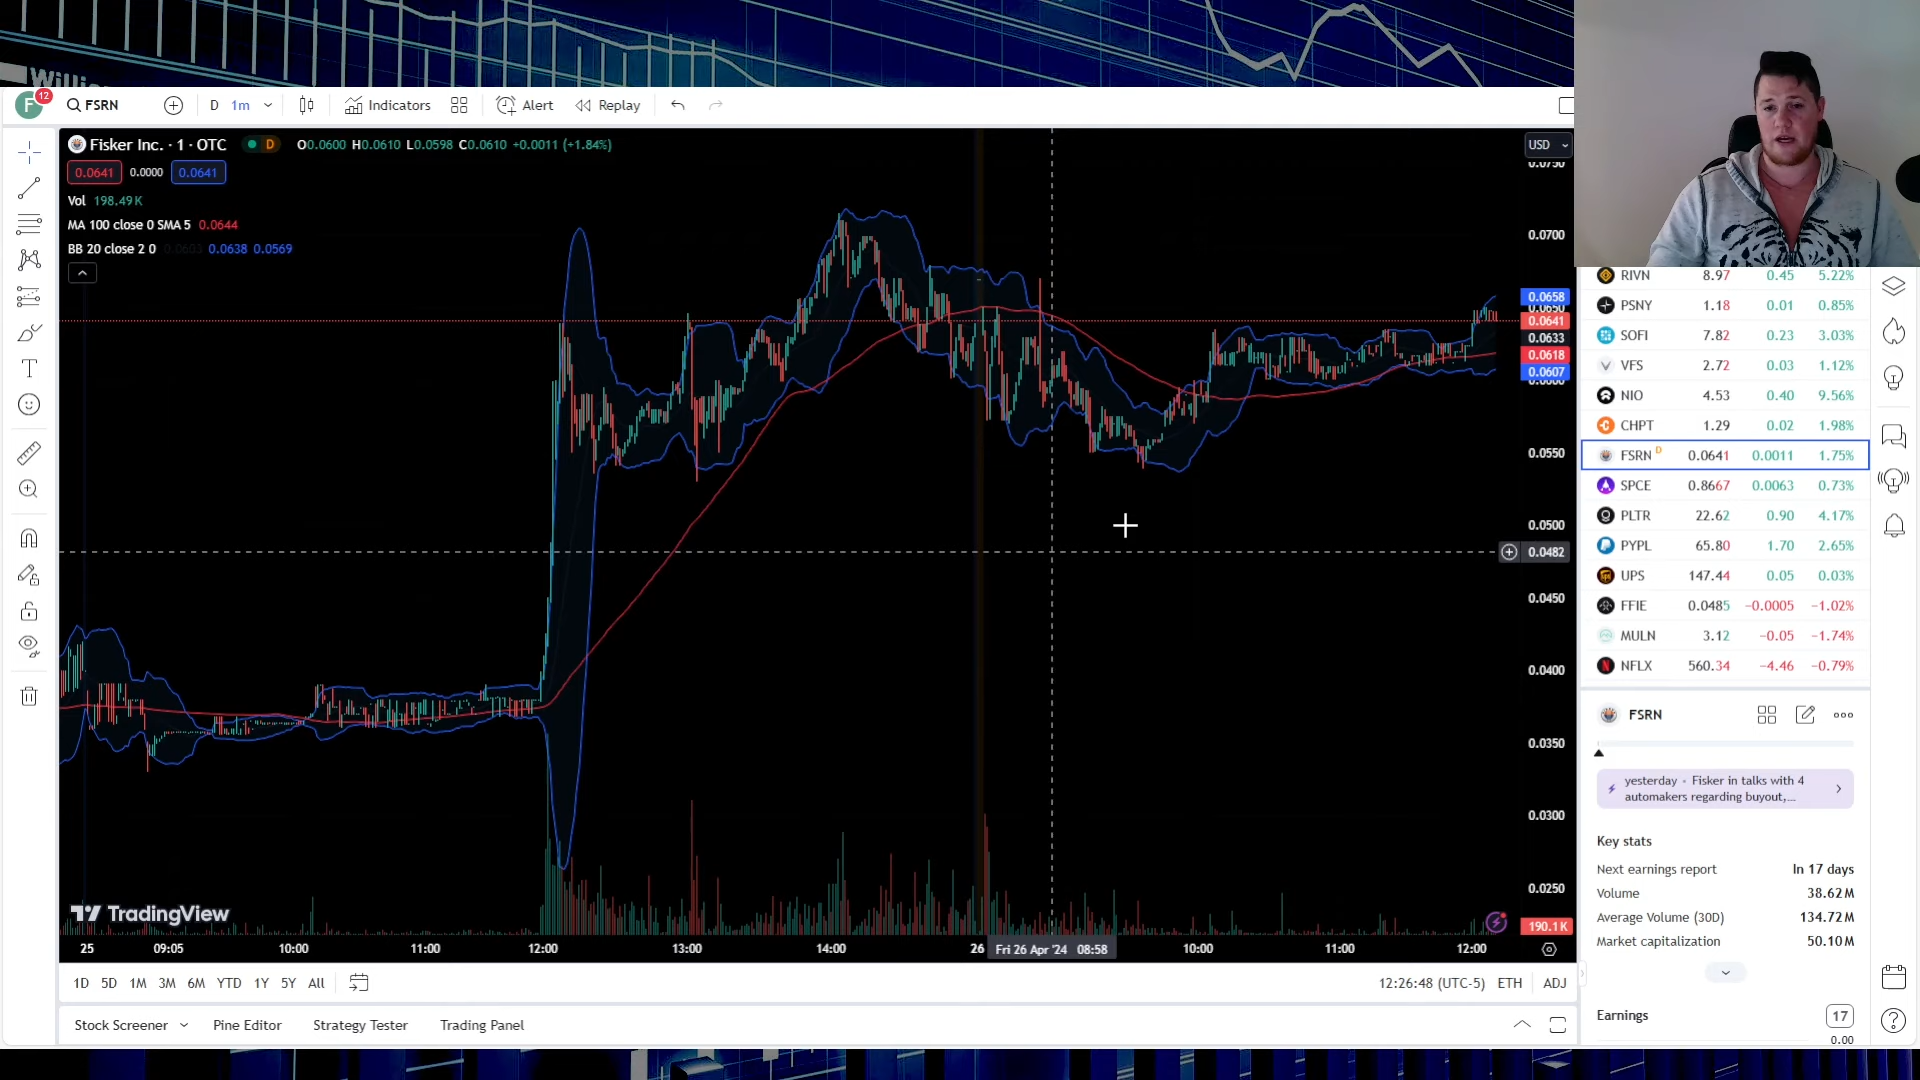 Willi
F 12 FSRN D 1m Indicators Alert Replay
Fisker Inc. · 1 · OTC D O0.0600 H0.0610 L0.0598 C0.0610 +0.0011 (+1.84%)
0.0641 0.0000 0.0641
Vol 198.49K
MA 100 close 0 SMA 5 0.0644
BB 20 close 2 0 0.0603 0.0638 0.0569
USD
0.0750
0.0700
0.0658
0.0650
0.0641
0.0633
0.0618
0.0607
0.0600
0.0550
0.0500
0.0482
0.0450
0.0400
0.0350
0.0300
0.0250
190.1K
TradingView
25 09:05 10:00 11:00 12:00 13:00 14:00 26 Fri 26 Apr '24 08:58 10:00 11:00 12:00
1D 5D 1M 3M 6M YTD 1Y 5Y All 12:26:48 (UTC-5) ETH ADJ
Stock Screener Pine Editor Strategy Tester Trading Panel
RIVN 8.97 0.45 5.22%
PSNY 1.18 0.01 0.85%
SOFI 7.82 0.23 3.03%
VFS 2.72 0.03 1.12%
NIO 4.53 0.40 9.56%
CHPT 1.29 0.02 1.98%
FSRN D 0.0641 0.0011 1.75%
SPCE 0.8667 0.0063 0.73%
PLTR 22.62 0.90 4.17%
PYPL 65.80 1.70 2.65%
UPS 147.44 0.05 0.03%
FFIE 0.0485 −0.0005 −1.02%
MULN 3.12 −0.05 −1.74%
NFLX 560.34 −4.46 −0.79%
FSRN
yesterday • Fisker in talks with 4
automakers regarding buyout,...
Key stats
Next earnings report In 17 days
Volume 38.62M
Average Volume (30D) 134.72M
Market capitalization 50.10M
Earnings 17
0.00